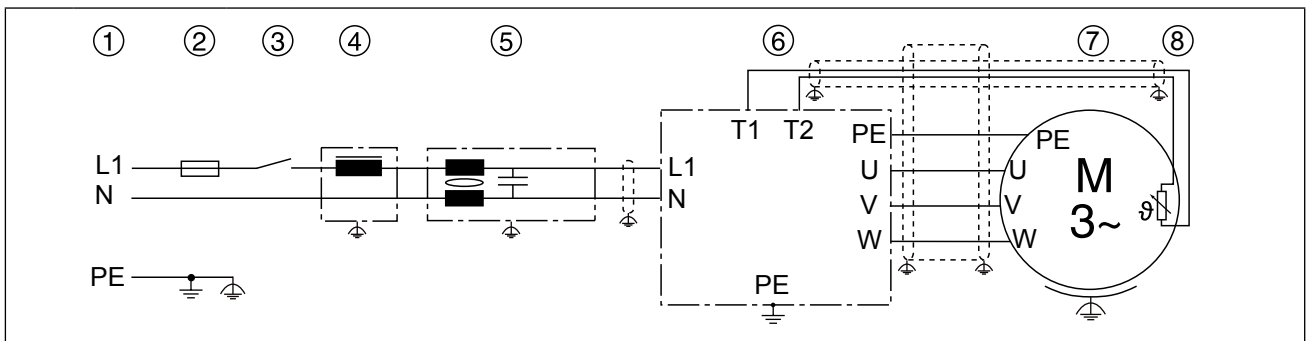 ① ② ③ ④ ⑤ ⑥ ⑦ ⑧
T1 T2
PE PE
L1 L1
N N
U U
V V
W W
M
3~
ϑ
PE
PE